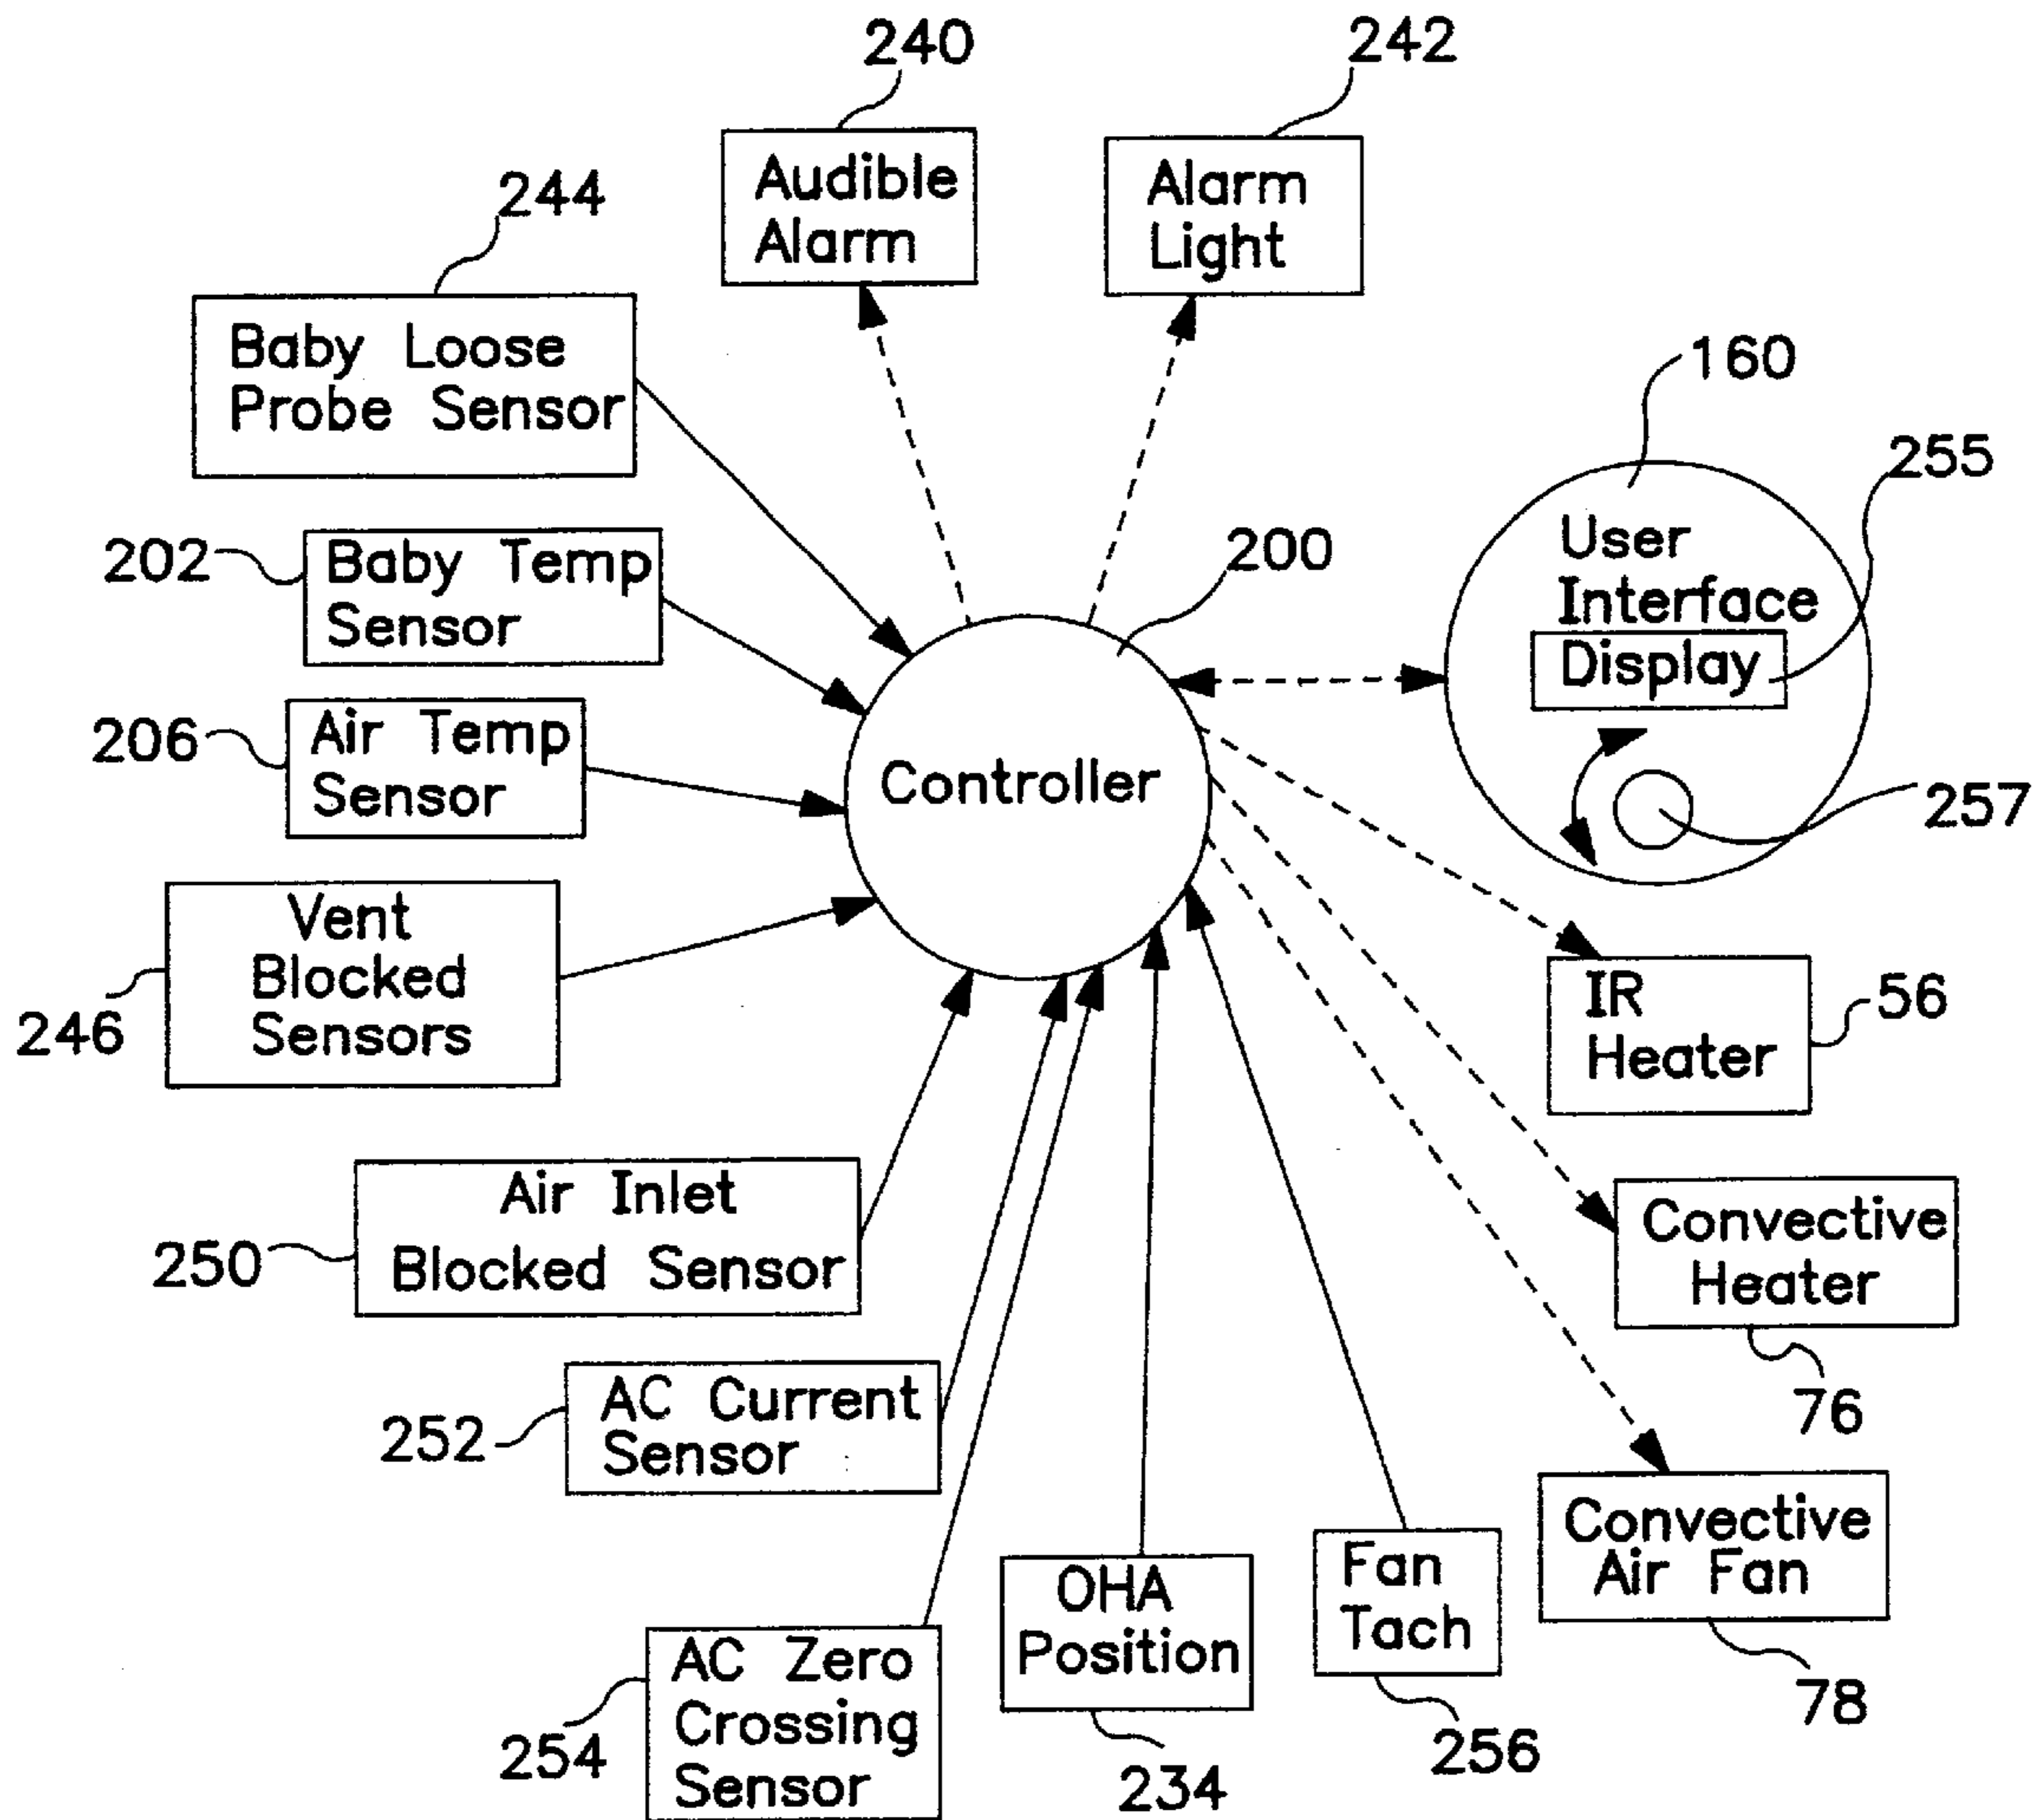 240
242
Audible
Alarm
Alarm
Light
244
Baby Loose
Probe Sensor
160
255
User
Interface
Display
202
Baby Temp
Sensor
200
206
Air Temp
Sensor
Controller
257
246
Vent
Blocked
Sensors
IR
Heater
56
250
Air Inlet
Blocked Sensor
Convective
Heater
76
252
AC Current
Sensor
Convective
Air Fan
78
254
AC Zero
Crossing
Sensor
OHA
Position
234
Fan
Tach
256